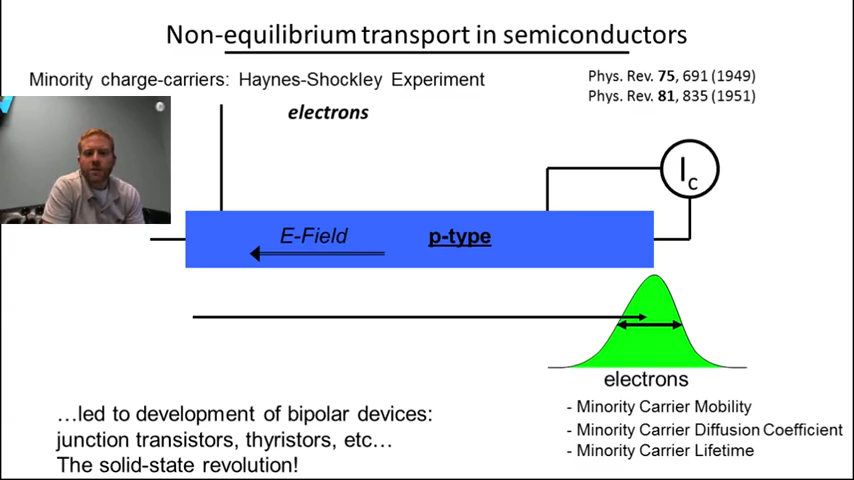 Non-equilibrium transport in semiconductors
Minority charge-carriers: Haynes-Shockley Experiment
Phys. Rev. 75, 691 (1949)
Phys. Rev. 81, 835 (1951)
electrons
Ic
E-Field
p-type
electrons
- Minority Carrier Mobility
- Minority Carrier Diffusion Coefficient
- Minority Carrier Lifetime
…led to development of bipolar devices:
junction transistors, thyristors, etc…
The solid-state revolution!